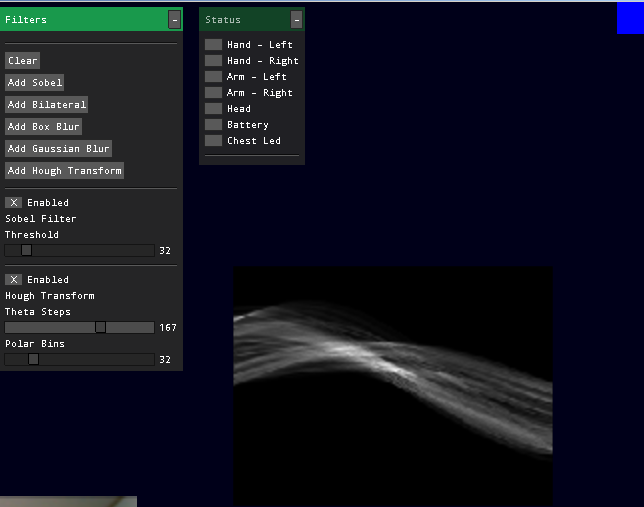 Filters -
Clear
Add Sobel
Add Bilateral
Add Box Blur
Add Gaussian Blur
Add Hough Transform
X Enabled
Sobel Filter
Threshold
32
X Enabled
Hough Transform
Theta Steps
167
Polar Bins
32
Status -
Hand - Left
Hand - Right
Arm - Left
Arm - Right
Head
Battery
Chest Led